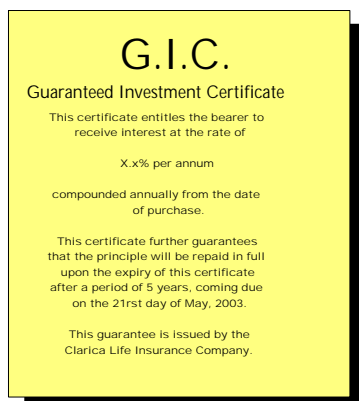 G.I.C.
Guaranteed Investment Certificate
This certificate entitles the bearer to
receive interest at the rate of
X.x% per annum
compounded annually from the date
of purchase.
This certificate further guarantees
that the principle will be repaid in full
upon the expiry of this certificate
after a period of 5 years, coming due
on the 21rst day of May, 2003.
This guarantee is issued by the
Clarica Life Insurance Company.